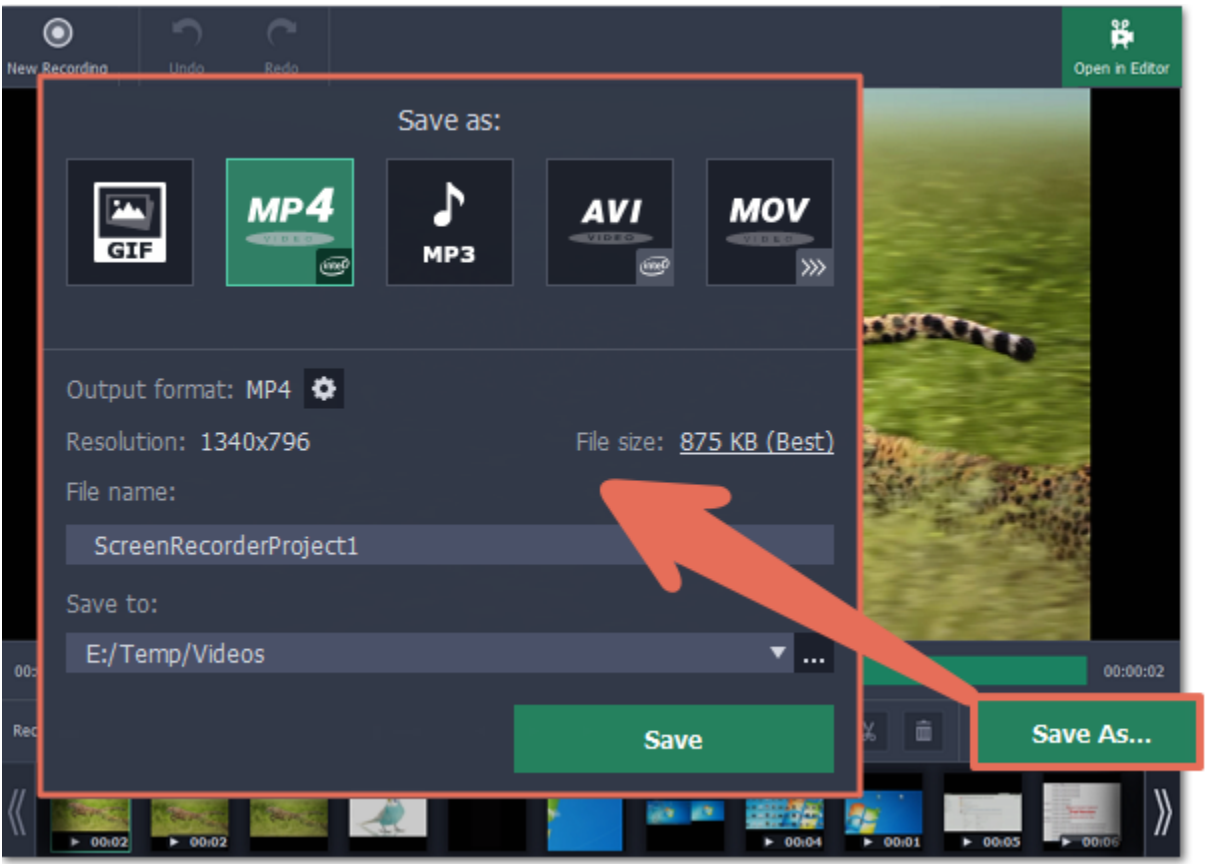 New Recording
Undo
Redo
Open in Editor
Save as:
GIF
MP4
VIDEO
intel
MP3
AVI
VIDEO
intel
MOV
VIDEO
Output format: MP4
Resolution: 1340x796
File size: 875 KB (Best)
File name:
ScreenRecorderProject1
Save to:
E:/Temp/Videos
...
00:00:02
Save
Save As...
00:02
00:02
00:04
00:01
00:05
00:06